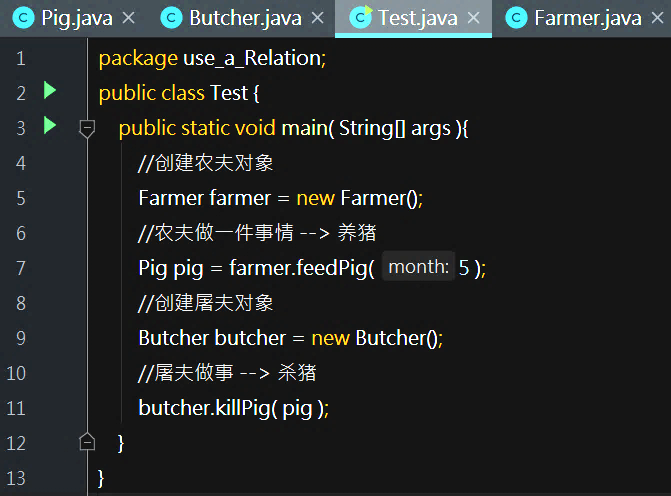 Pig.java × Butcher.java × Test.java × Farmer.java ×
1 package use_a_Relation;
2 public class Test {
3 public static void main( String[] args ){
4 //创建农夫对象
5 Farmer farmer = new Farmer();
6 //农夫做一件事情 --> 养猪
7 Pig pig = farmer.feedPig( month: 5 );
8 //创建屠夫对象
9 Butcher butcher = new Butcher();
10 //屠夫做事 --> 杀猪
11 butcher.killPig( pig );
12 }
13 }